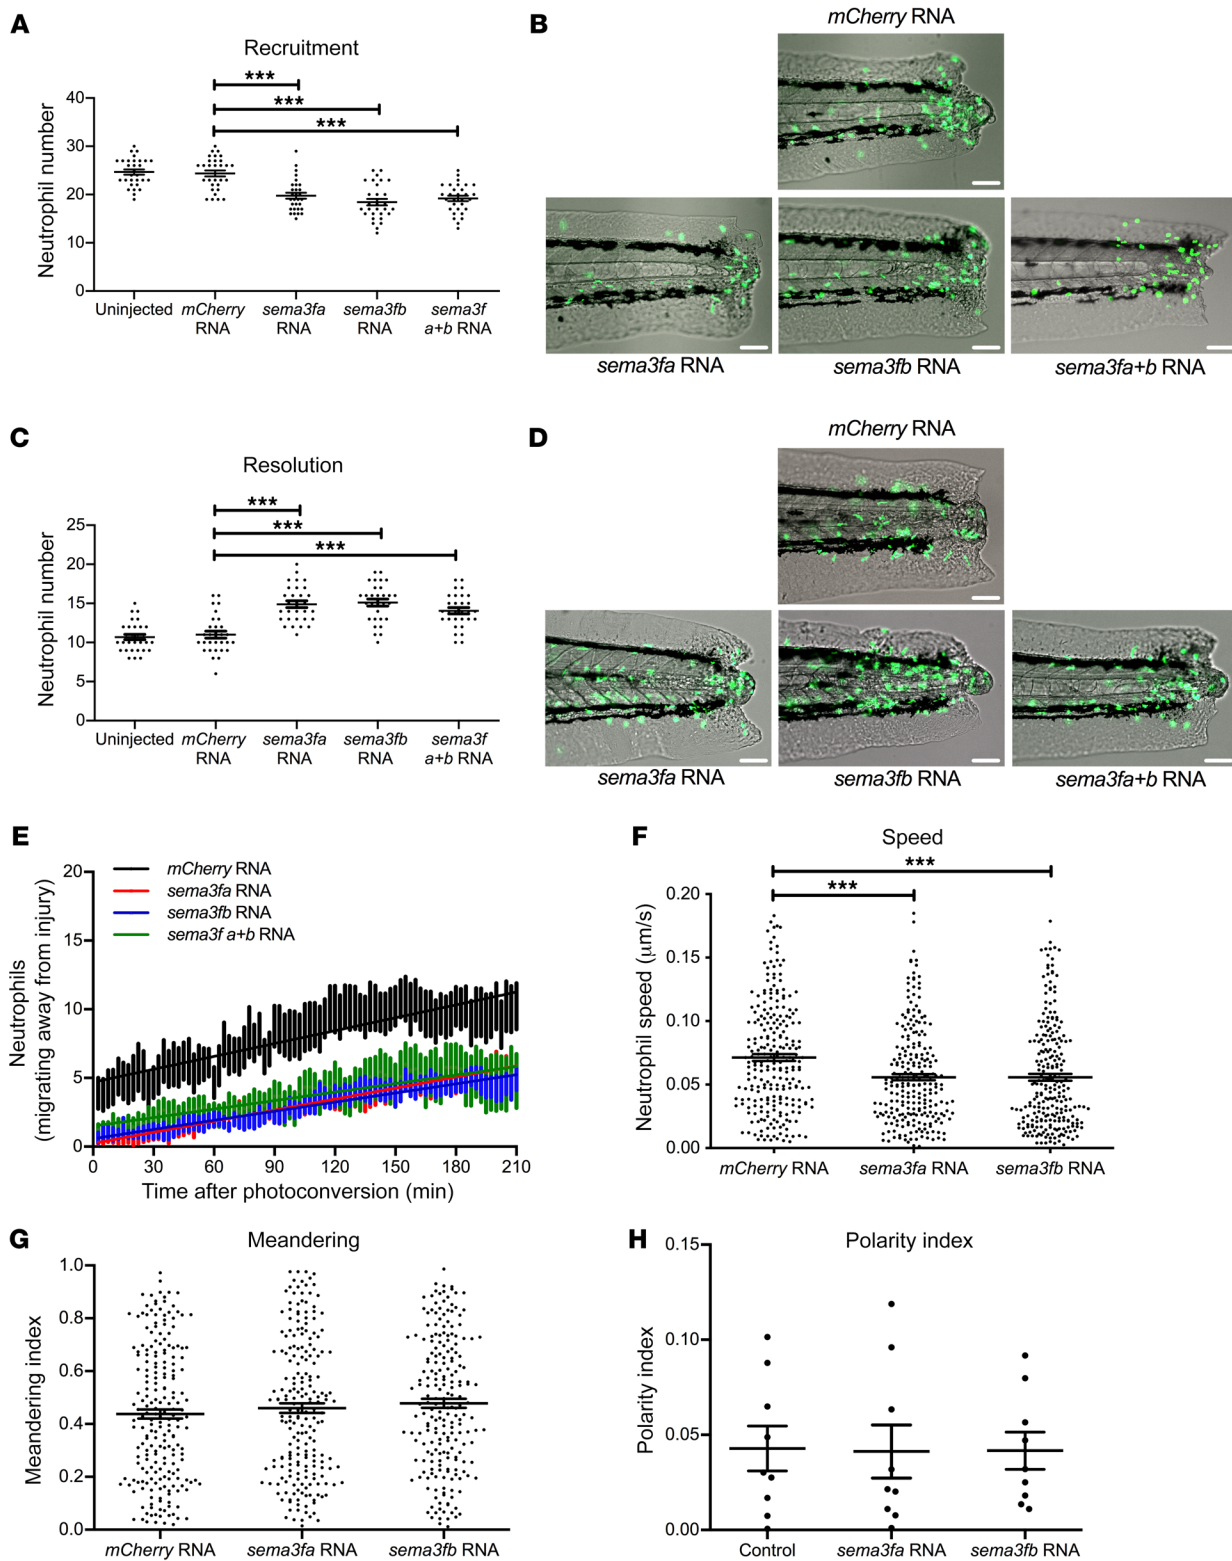 A
Recruitment
***
***
***
Neutrophil number
40
30
20
10
0
Uninjected
mCherry
RNA
sema3fa
RNA
sema3fb
RNA
sema3f
a+b RNA
B
mCherry RNA
sema3fa RNA
sema3fb RNA
sema3fa+b RNA
C
Resolution
***
***
***
Neutrophil number
25
20
15
10
5
0
Uninjected
mCherry
RNA
sema3fa
RNA
sema3fb
RNA
sema3f
a+b RNA
D
mCherry RNA
sema3fa RNA
sema3fb RNA
sema3fa+b RNA
E
mCherry RNA
sema3fa RNA
sema3fb RNA
sema3f a+b RNA
Neutrophils
(migrating away from injury)
20
15
10
5
0
0 30 60 90 120 150 180 210
Time after photoconversion (min)
F
Speed
***
***
Neutrophil speed (μm/s)
0.20
0.15
0.10
0.05
0.00
mCherry RNA
sema3fa RNA
sema3fb RNA
G
Meandering
Meandering index
1.0
0.8
0.6
0.4
0.2
0.0
mCherry RNA
sema3fa RNA
sema3fb RNA
H
Polarity index
Polarity index
0.15
0.10
0.05
0.00
Control
sema3fa RNA
sema3fb RNA